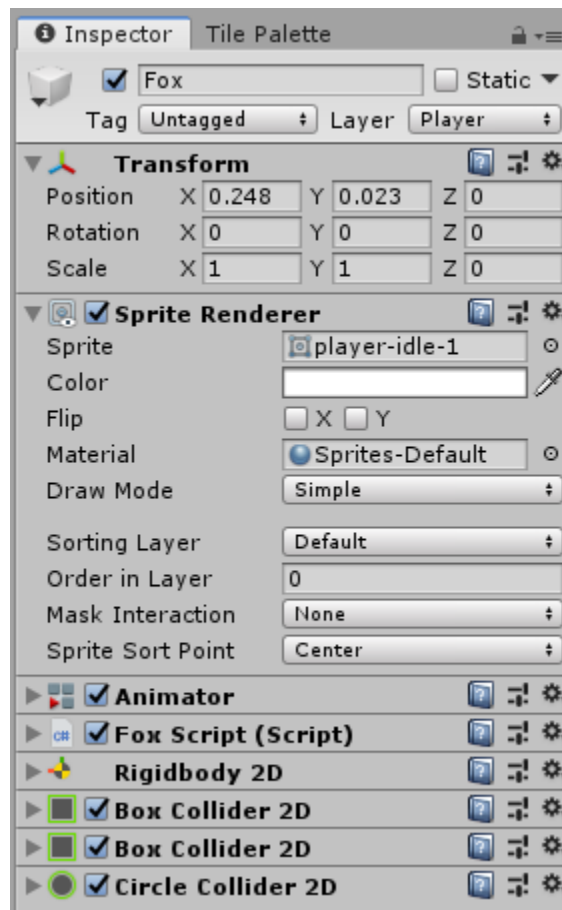 Inspector Tile Palette
Fox Static
Tag Untagged Layer Player
Transform
Position X 0.248 Y 0.023 Z 0
Rotation X 0 Y 0 Z 0
Scale X 1 Y 1 Z 0
Sprite Renderer
Sprite player-idle-1
Color
Flip X Y
Material Sprites-Default
Draw Mode Simple
Sorting Layer Default
Order in Layer 0
Mask Interaction None
Sprite Sort Point Center
Animator
c# Fox Script (Script)
Rigidbody 2D
Box Collider 2D
Box Collider 2D
Circle Collider 2D